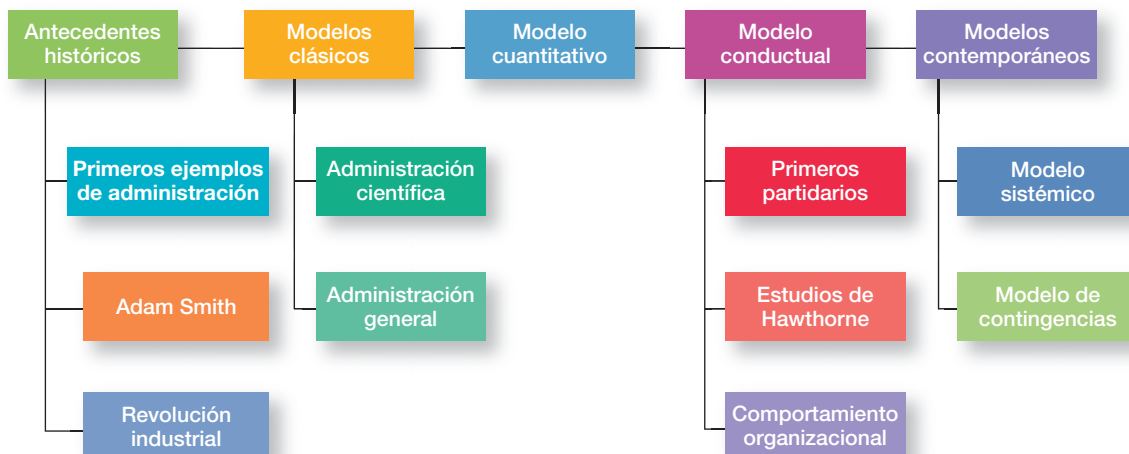 Antecedentes
históricos
Modelos
clásicos
Modelo
cuantitativo
Modelo
conductual
Modelos
contemporáneos
Primeros ejemplos
de administración
Adam Smith
Revolución
industrial
Administración
científica
Administración
general
Primeros
partidarios
Estudios de
Hawthorne
Comportamiento
organizacional
Modelo
sistémico
Modelo de
contingencias